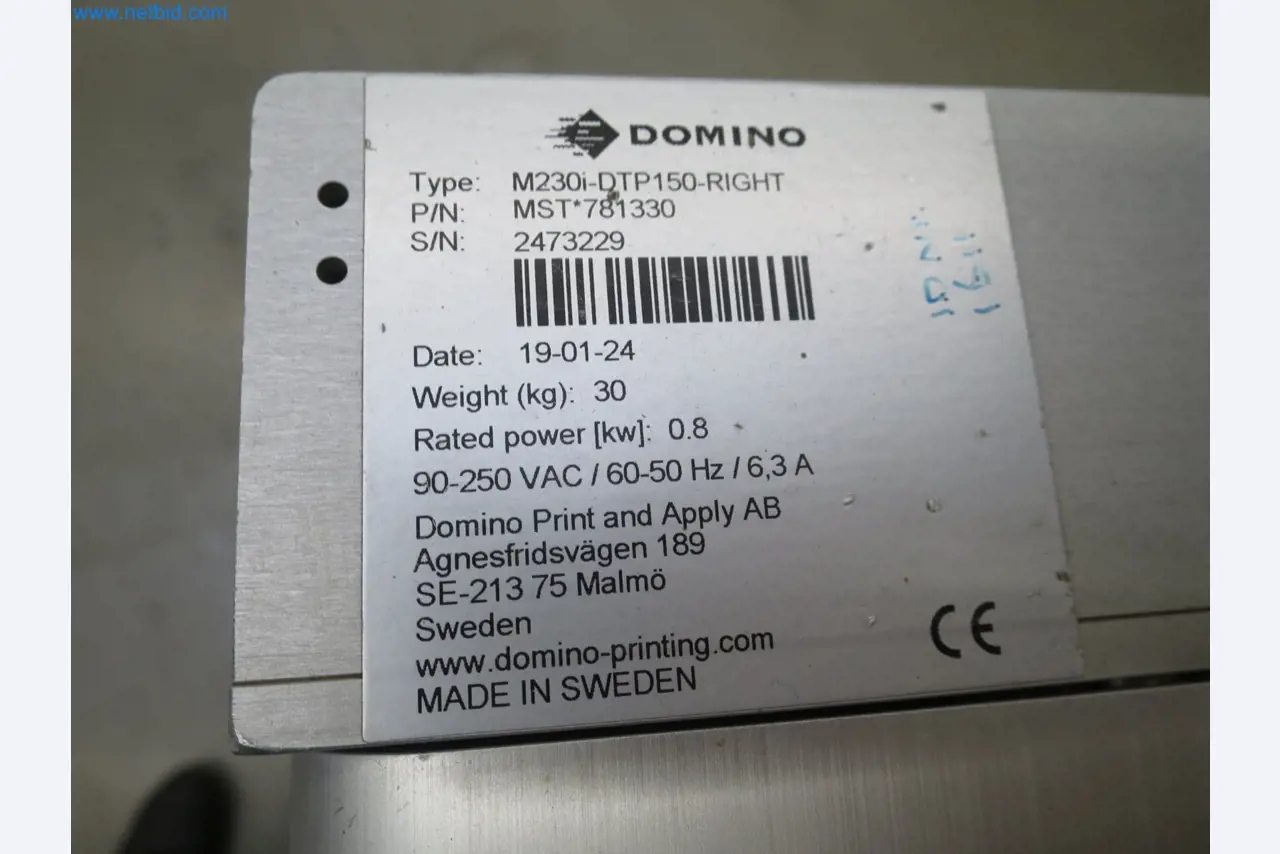 www.netbid.com
DOMINO
Type: M230i-DTP150-RIGHT
P/N: MST*781330
S/N: 2473229
Date: 19-01-24
Weight (kg): 30
Rated power [kw]: 0.8
90-250 VAC / 60-50 Hz / 6,3 A
Domino Print and Apply AB
Agnesfridsvägen 189
SE-213 75 Malmö
Sweden
www.domino-printing.com
MADE IN SWEDEN
CE